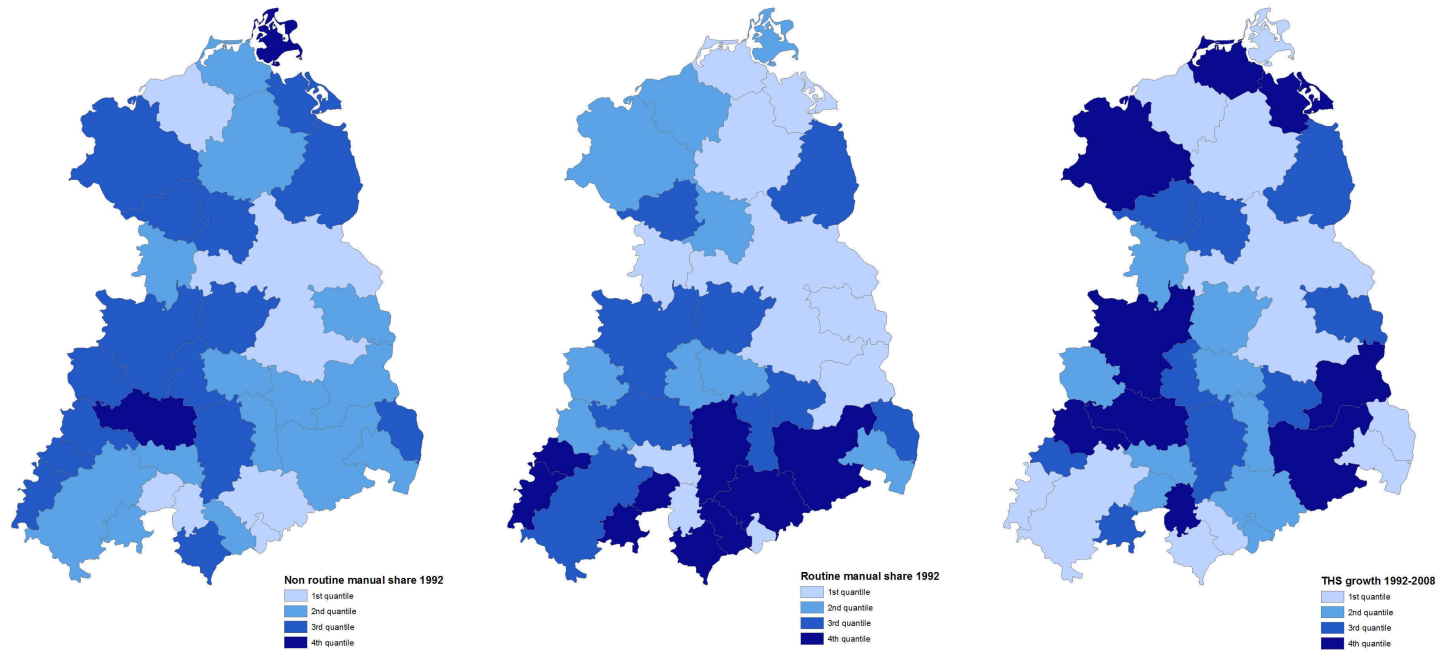 Non routine manual share 1992
1st quantile
2nd quantile
3rd quantile
4th quantile
Routine manual share 1992
1st quantile
2nd quantile
3rd quantile
4th quantile
THS growth 1992-2008
1st quantile
2nd quantile
3rd quantile
4th quantile